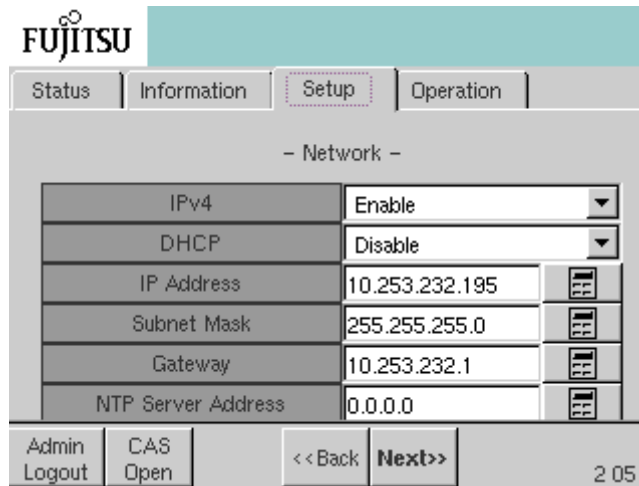 FUJITSU
Status Information Setup Operation
– Network –
IPv4 Enable
DHCP Disable
IP Address 10.253.232.195
Subnet Mask 255.255.255.0
Gateway 10.253.232.1
NTP Server Address 0.0.0.0
Admin Logout CAS Open <<Back Next>> 2 05